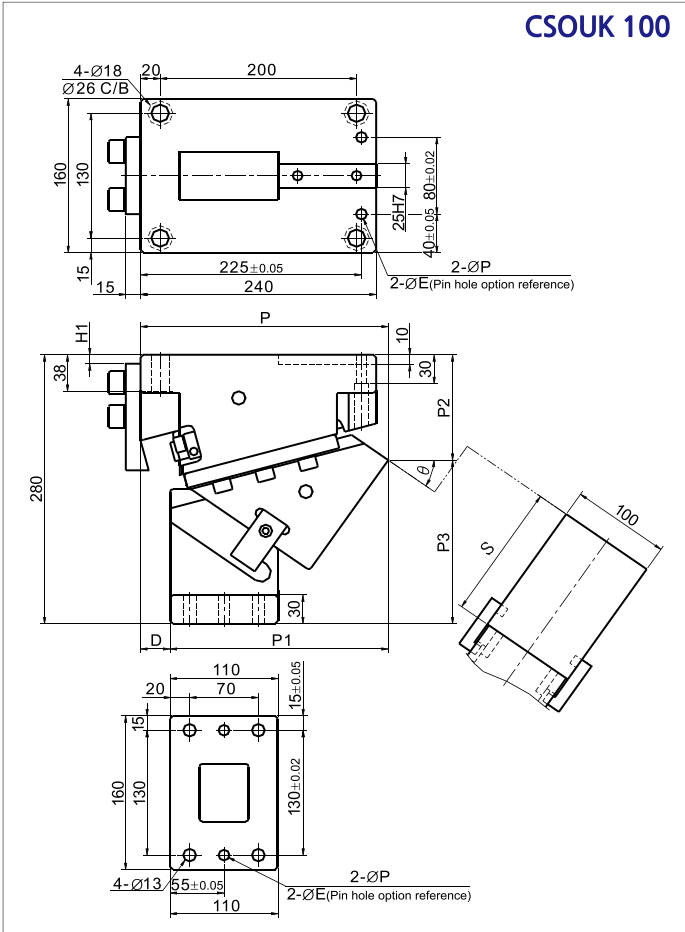 CSOUK 100
4-Ø18
Ø26 C/B
20
200
160
130
15
15
25H7
80±0.02
40±0.05
225±0.05
240
2-ØP
2-ØE(Pin hole option reference)
P
H1
38
10
30
P2
280
θ
P3
S
100
30
D
P1
110
20
70
15±0.05
15
160
130
130±0.02
4-Ø13
55±0.05
110
2-ØP
2-ØE(Pin hole option reference)